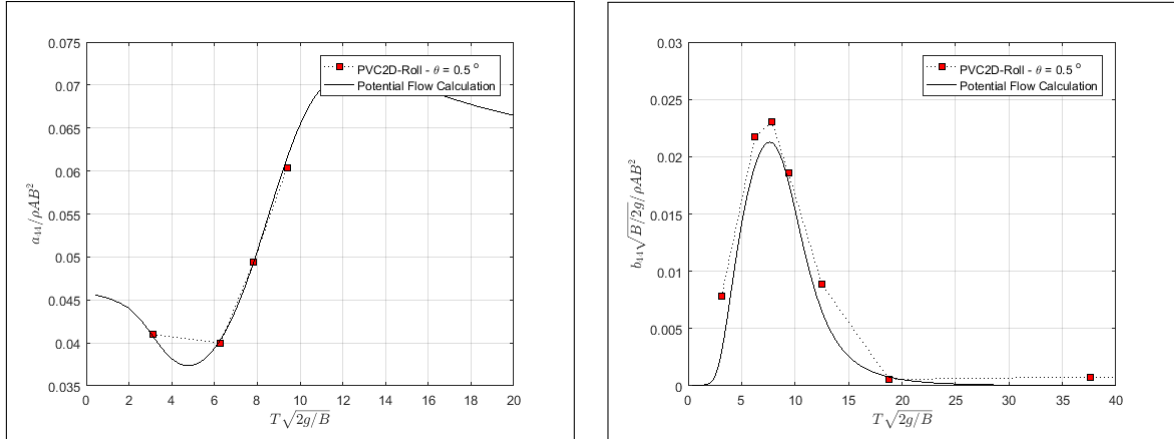 0.075
0.07
0.065
0.06
0.055
0.05
0.045
0.04
0.035
a₄₄/ρAB²
PVC2D-Roll - θ = 0.5 °
Potential Flow Calculation
0 2 4 6 8 10 12 14 16 18 20
T√2g/B
0.03
0.025
0.02
0.015
0.01
0.005
0
b₄₄√B/2g/ρAB²
PVC2D-Roll - θ = 0.5 °
Potential Flow Calculation
0 5 10 15 20 25 30 35 40
T√2g/B